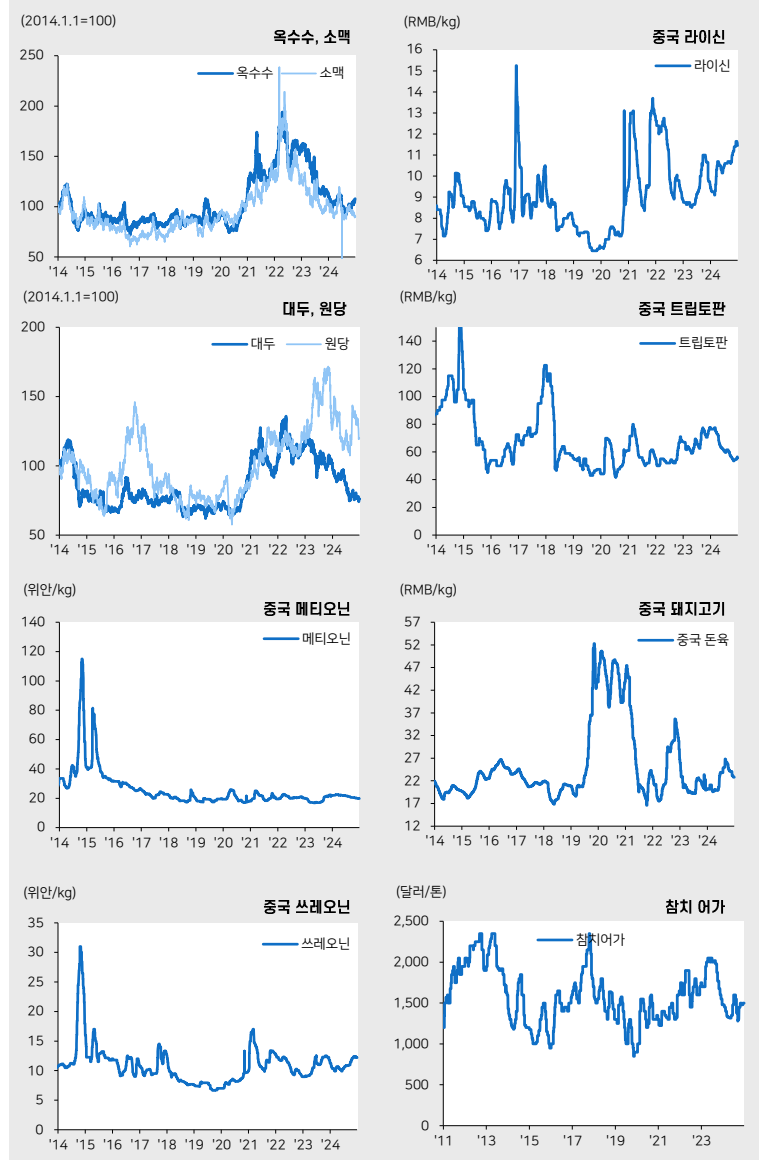 (2014.1.1=100)
옥수수, 소맥
옥수수
소맥
250
200
150
100
50
'14 '15 '16 '17 '18 '19 '20 '21 '22 '23 '24
(RMB/kg)
중국 라이신
라이신
16
15
14
13
12
11
10
9
8
7
6
'14 '15 '16 '17 '18 '19 '20 '21 '22 '23 '24
(2014.1.1=100)
대두, 원당
대두
원당
200
150
100
50
'14 '15 '16 '17 '18 '19 '20 '21 '22 '23 '24
(RMB/kg)
중국 트립토판
트립토판
140
120
100
80
60
40
20
0
'14 '15 '16 '17 '18 '19 '20 '21 '22 '23 '24
(위안/kg)
중국 메티오닌
메티오닌
140
120
100
80
60
40
20
0
'14 '15 '16 '17 '18 '19 '20 '21 '22 '23 '24
(RMB/kg)
중국 돼지고기
중국 돈육
57
52
47
42
37
32
27
22
17
12
'14 '15 '16 '17 '18 '19 '20 '21 '22 '23 '24
(위안/kg)
중국 쓰레오닌
쓰레오닌
35
30
25
20
15
10
5
0
'14 '15 '16 '17 '18 '19 '20 '21 '22 '23 '24
(달러/톤)
참치 어가
참치어가
2,500
2,000
1,500
1,000
500
0
'11 '13 '15 '17 '19 '21 '23